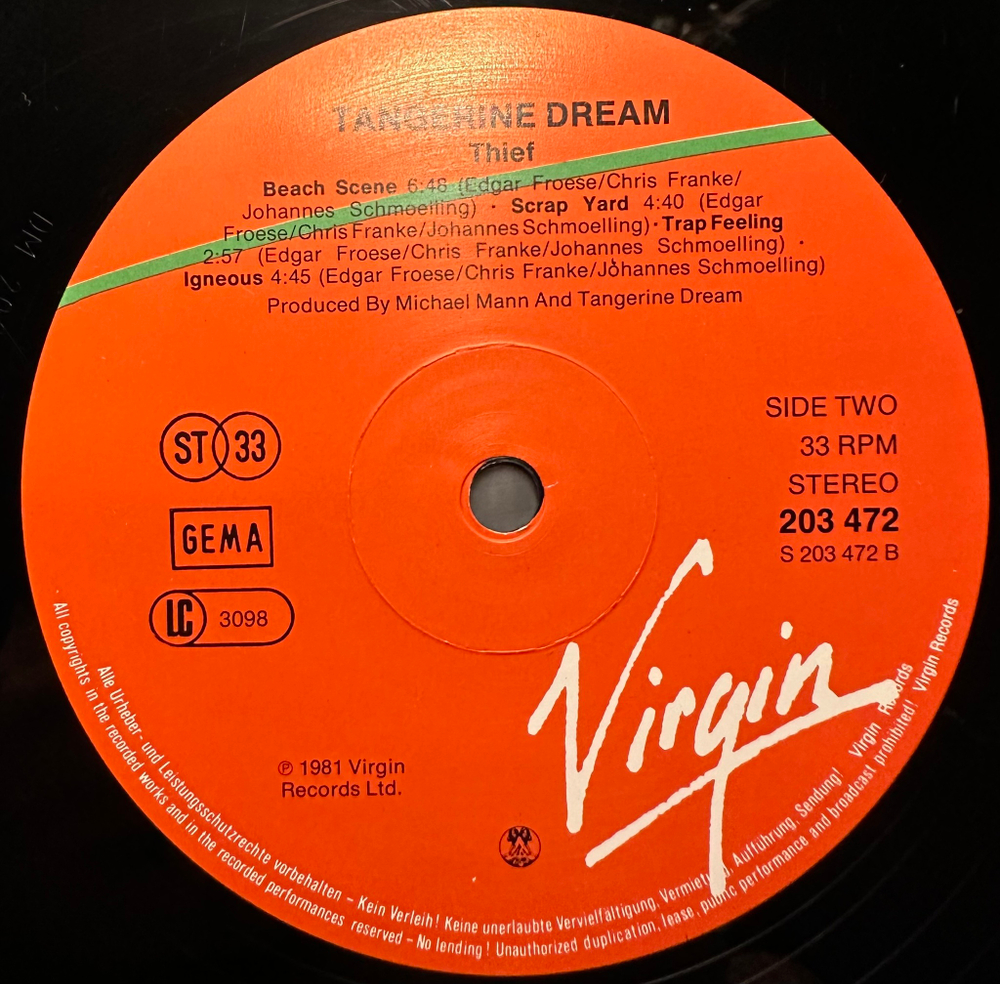 TANGERINE DREAM
Thief
Beach Scene 6:48 (Edgar Froese/Chris Franke/
Johannes Schmoelling) · Scrap Yard 4:40 (Edgar
Froese/Chris Franke/Johannes Schmoelling) · Trap Feeling
2:57 (Edgar Froese/Chris Franke/Johannes Schmoelling) ·
Igneous 4:45 (Edgar Froese/Chris Franke/Johannes Schmoelling)
Produced By Michael Mann And Tangerine Dream
SIDE TWO
33 RPM
STEREO
203 472
S 203 472 B
ST 33
GEMA
LC 3098
Virgin
℗ 1981 Virgin
Records Ltd.
Alle Urheber- und Leistungsschutzrechte vorbehalten – Kein Verleih! Keine unerlaubte Vervielfältigung, Vermietung, Aufführung, Sendung! Virgin Records
All copyrights in the recorded works and in the recorded performances reserved – No lending! Unauthorized duplication, lease, public performance and broadcast prohibited! Virgin Records